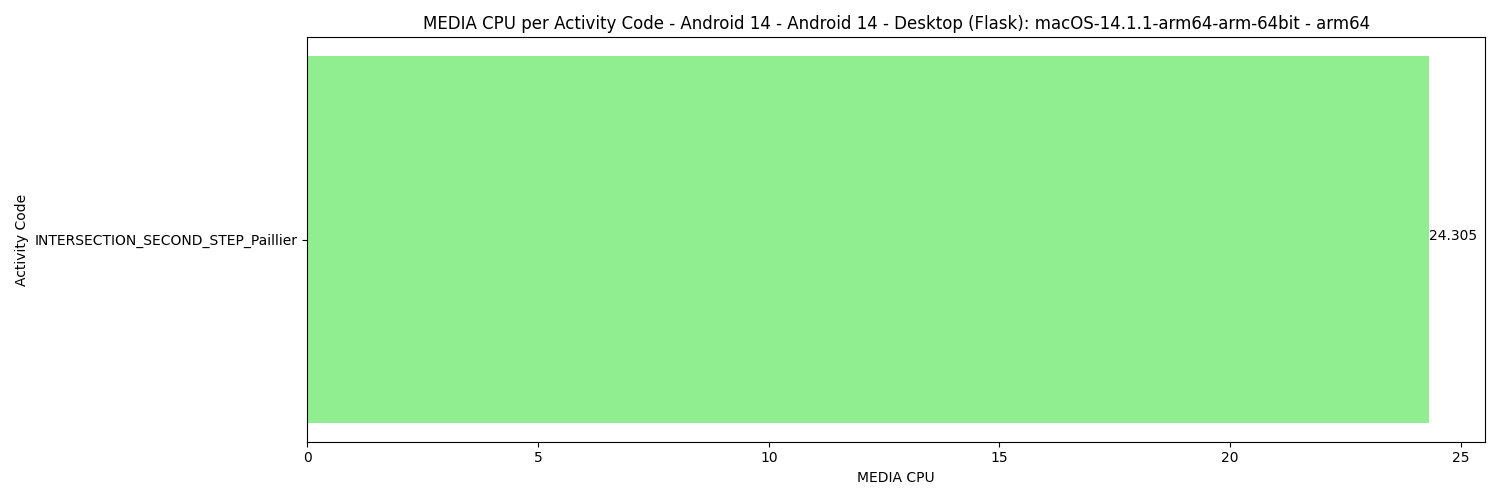 MEDIA CPU per Activity Code - Android 14 - Android 14 - Desktop (Flask): macOS-14.1.1-arm64-arm-64bit - arm64
Activity Code
INTERSECTION_SECOND_STEP_Paillier
24.305
0 5 10 15 20 25
MEDIA CPU